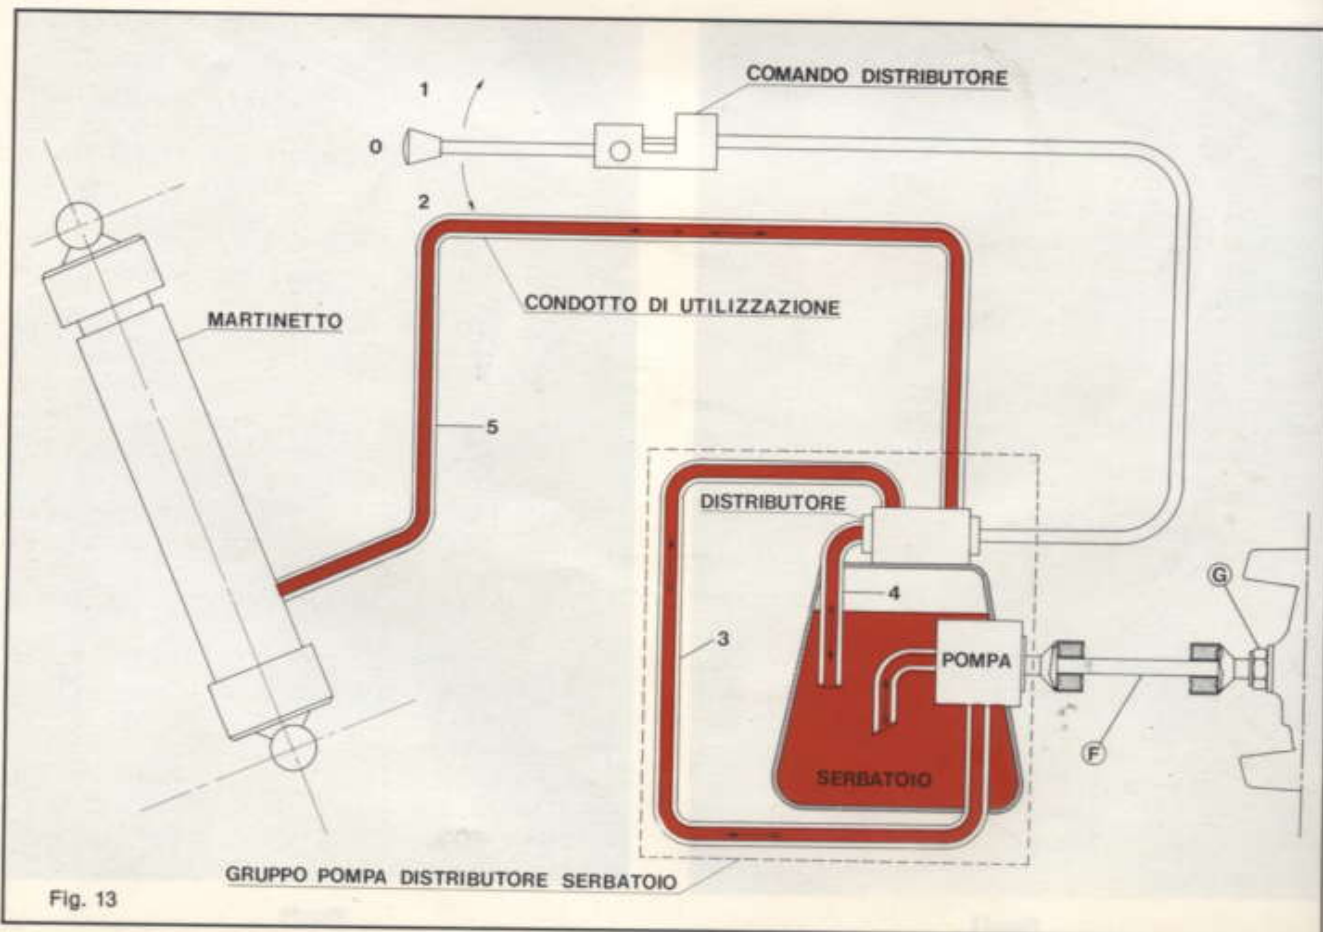 COMANDO DISTRIBUTORE
1
0
2
CONDOTTO DI UTILIZZAZIONE
MARTINETTO
5
DISTRIBUTORE
4
G
3
POMPA
F
SERBATOIO
GRUPPO POMPA DISTRIBUTORE SERBATOIO
Fig. 13